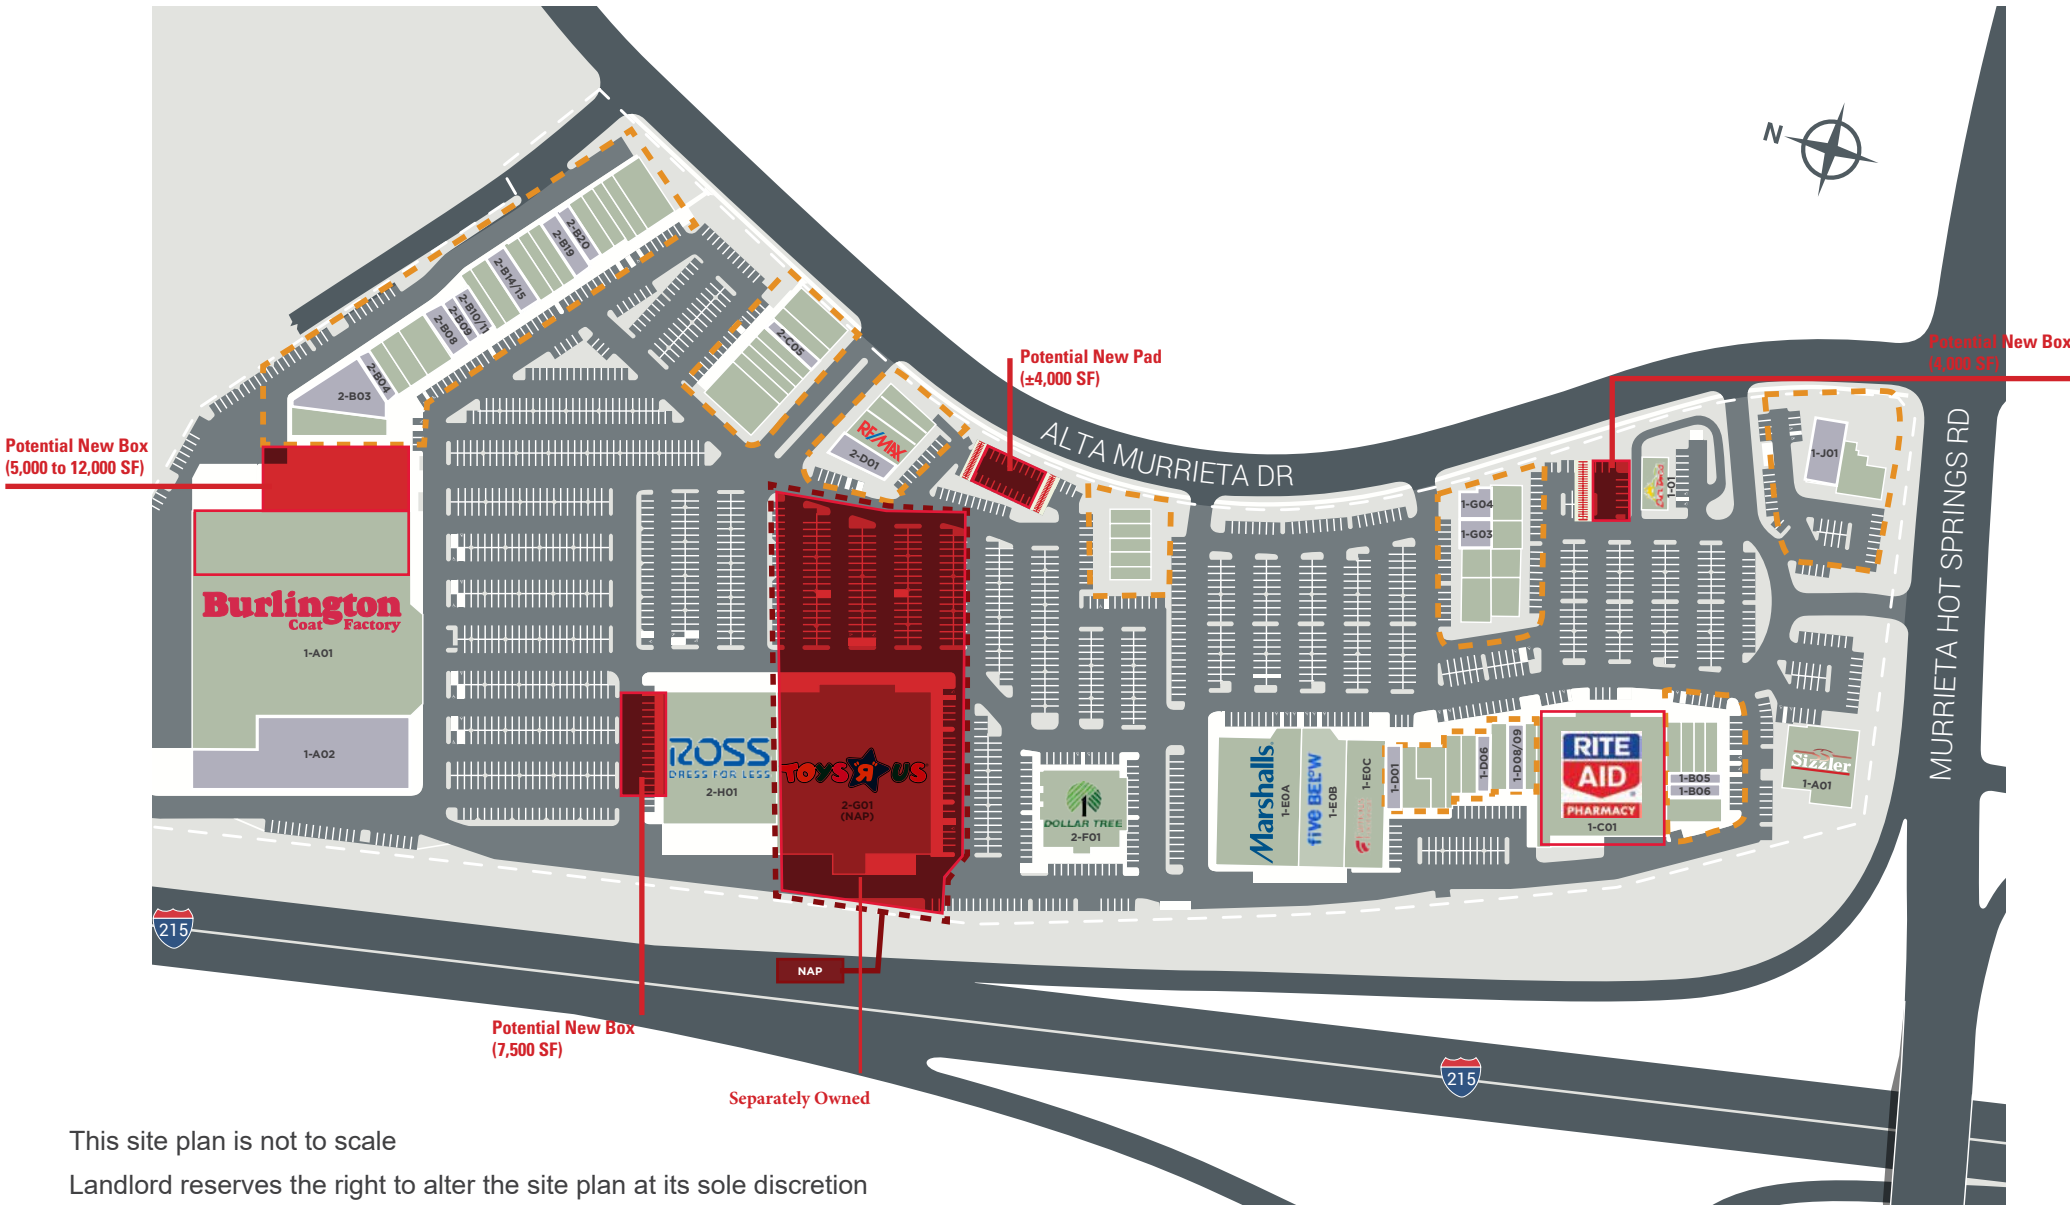 N
2-B20
2-B19
2-B14/15
2-B10/11
2-B09
2-B08
2-B04
2-B03
2-C05
Potential New Pad
(±4,000 SF)
Potential New Box
(4,000 SF)
RE/MAX
2-D01
ALTA MURRIETA DR
MURRIETA HOT SPRINGS RD
Potential New Box
(5,000 to 12,000 SF)
1-J01
1-01
1-G04
1-G03
Burlington
Coat Factory
1-A01
1-A02
ROSS
DRESS FOR LESS
2-H01
TOYS R US
2-G01
(NAP)
DOLLAR TREE
2-F01
Marshalls
1-E0A
five BELOW
1-E0B
1-E0C
1-D01
1-D06
1-D08/09
RITE
AID
PHARMACY
1-C01
1-B05
1-B06
Sizzler
1-A01
215
NAP
Potential New Box
(7,500 SF)
Separately Owned
215
This site plan is not to scale
Landlord reserves the right to alter the site plan at its sole discretion